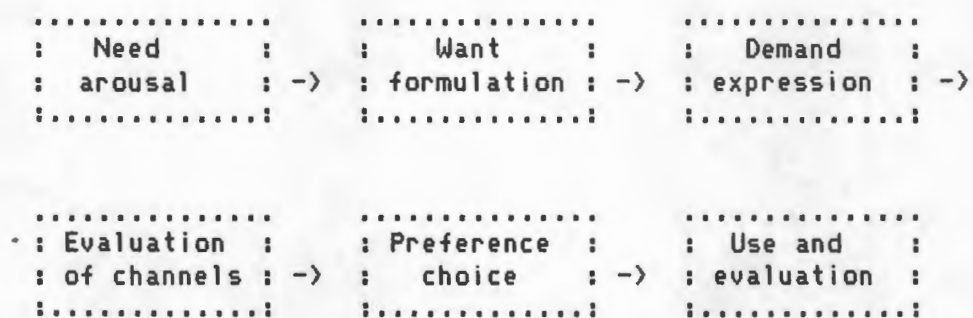 Need Want Demand
arousal -> formulation -> expression ->
Evaluation Preference Use and
of channels -> choice -> evaluation